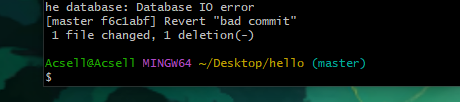 he database: Database IO error
[master f6c1abf] Revert "bad commit"
 1 file changed, 1 deletion(-)
Acsell@Acsell MINGW64 ~/Desktop/hello (master)
$